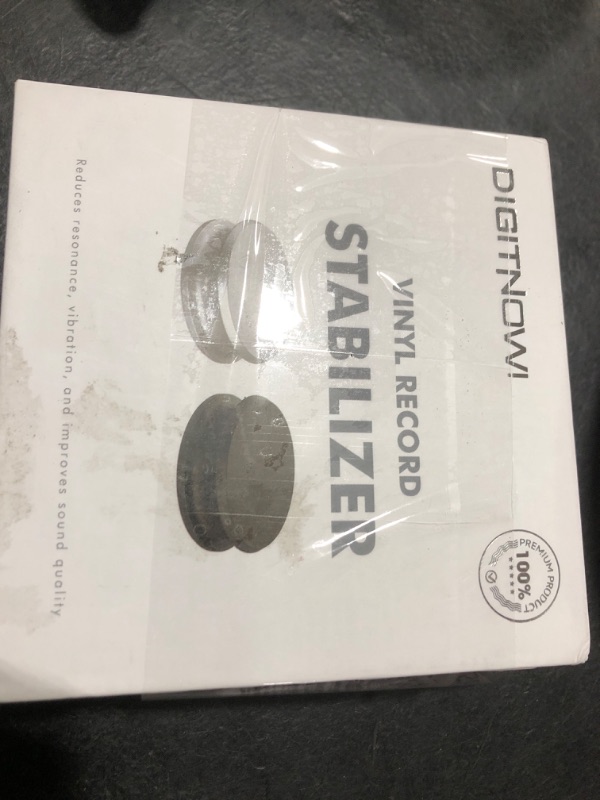 DIGITNOW!
VINYL RECORD
STABILIZER
PREMIUM PRODUCT
100%
Reduces resonance, vibration, and improves sound quality